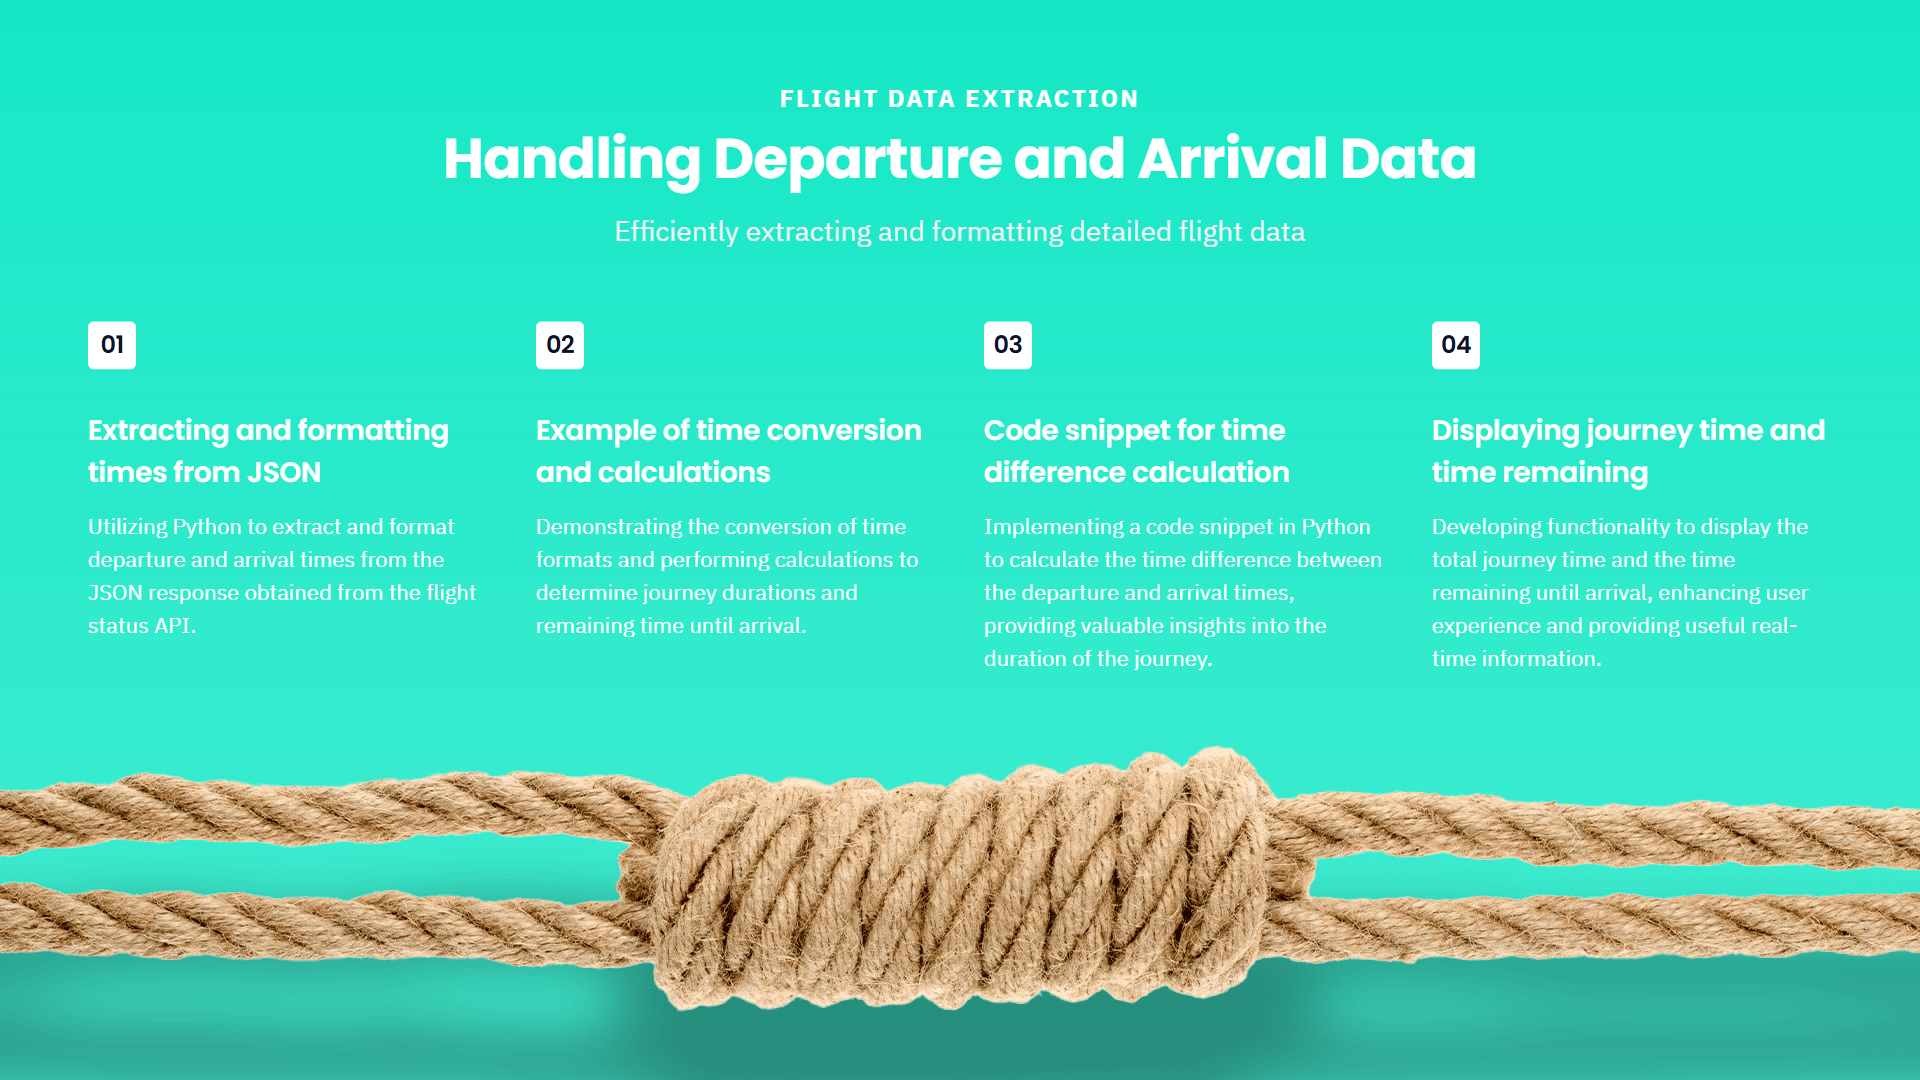 FLIGHT DATA EXTRACTION
Handling Departure and Arrival Data
Efficiently extracting and formatting detailed flight data
01
Extracting and formatting
times from JSON
Utilizing Python to extract and format
departure and arrival times from the
JSON response obtained from the flight
status API.
02
Example of time conversion
and calculations
Demonstrating the conversion of time
formats and performing calculations to
determine journey durations and
remaining time until arrival.
03
Code snippet for time
difference calculation
Implementing a code snippet in Python
to calculate the time difference between
the departure and arrival times,
providing valuable insights into the
duration of the journey.
04
Displaying journey time and
time remaining
Developing functionality to display the
total journey time and the time
remaining until arrival, enhancing user
experience and providing useful real-
time information.